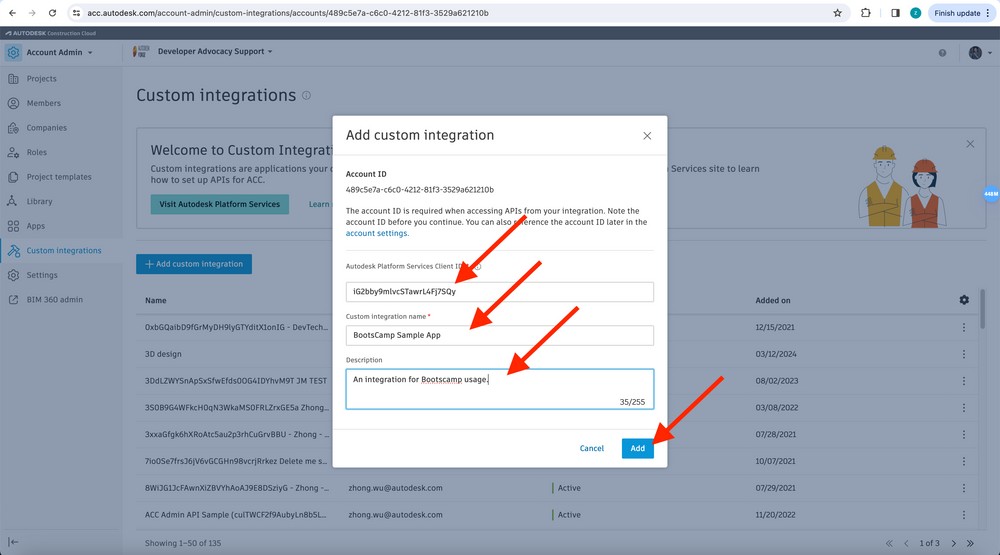 acc.autodesk.com/account-admin/custom-integrations/accounts/489c5e7a-c6c0-4212-81f3-3529a621210b
Finish update
AUTODESK Construction Cloud
Account Admin
Developer Advocacy Support
Projects
Members
Companies
Roles
Project templates
Library
Apps
Custom integrations
Settings
BIM 360 admin
Custom integrations
Welcome to Custom Integrat
Custom integrations are applications your o
Services site to learn
how to set up APIs for ACC.
Visit Autodesk Platform Services
Learn
448M
+ Add custom integration
Add custom integration
Account ID
489c5e7a-c6c0-4212-81f3-3529a621210b
The account ID is required when accessing APIs from your integration. Note the
account ID before you continue. You can also reference the account ID later in the
account settings.
Autodesk Platform Services Client ID
iG2bby9mlvcSTawrL4Fj7SQy
Custom integration name *
BootsCamp Sample App
Description
An integration for Bootscamp usage.
35/255
Cancel
Add
Name
Added on
0xbGQaibD9fGrMyDH9lyGTYditX1onIG - DevTech...
12/15/2021
3D design
03/12/2024
3DdLZWYSnApSxSfwEfds0OG4IDYhvM9T JM TEST
08/02/2023
3S0B9G4WFkcH0qN3WkaMS0FRLZrxGE5a Zhong...
03/08/2022
3xxaGfgk6hXRoAtc5au2p3rhCuGrvBBU - Zhong - ...
07/28/2021
7io0Se7frsJ6jV6vGCGHn98vcrjRrkez Delete me s...
10/07/2021
8WiJG1JcFAwnXiZBVYhAoAJ9E8DSziyG - Zhong -...
zhong.wu@autodesk.com
Active
07/29/2021
ACC Admin API Sample (culTWCF2f9AubyLn8b5L...
zhong.wu@autodesk.com
Active
11/20/2022
Showing 1–50 of 135
1 of 3